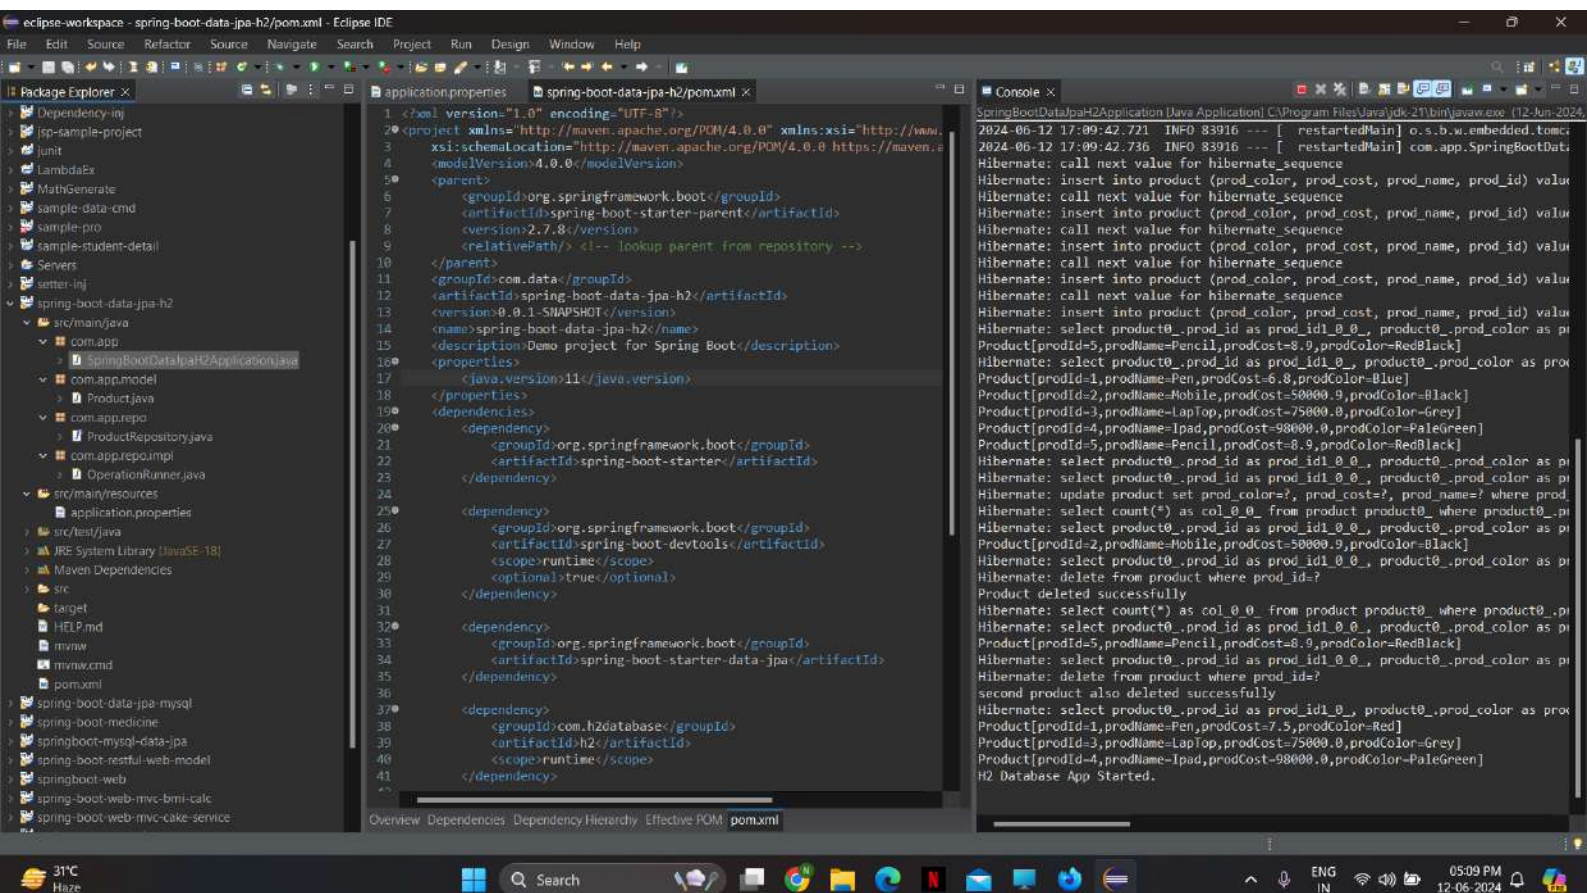 eclipse-workspace - spring-boot-data-jpa-h2/pom.xml - Eclipse IDE
File Edit Source Refactor Source Navigate Search Project Run Design Window Help
Package Explorer
Dependency-inj
jsp-sample-project
junit
LambdaEx
MathGenerate
sample-data-cmd
sample-pro
sample-student-detail
Servers
setter-inj
spring-boot-data-jpa-h2
src/main/java
com.app
SpringBootDataJpaH2Application.java
com.app.model
Product.java
com.app.repo
ProductRepository.java
com.app.repo.impl
OperationRunner.java
src/main/resources
application.properties
src/test/java
JRE System Library [JavaSE-18]
Maven Dependencies
src
target
HELP.md
mvnw
mvnw.cmd
pom.xml
spring-boot-data-jpa-mysql
spring-boot-medicine
springboot-mysql-data-jpa
spring-boot-restful-web-model
springboot-web
spring-boot-web-mvc-bmi-calc
spring-boot-web-mvc-cake-service
application.properties spring-boot-data-jpa-h2/pom.xml
1 <?xml version="1.0" encoding="UTF-8"?>
2 <project xmlns="http://maven.apache.org/POM/4.0.0" xmlns:xsi="http://www.
3 xsi:schemaLocation="http://maven.apache.org/POM/4.0.0 https://maven.a
4 <modelVersion>4.0.0</modelVersion>
5 <parent>
6 <groupId>org.springframework.boot</groupId>
7 <artifactId>spring-boot-starter-parent</artifactId>
8 <version>2.7.8</version>
9 <relativePath/> <!-- lookup parent from repository -->
10 </parent>
11 <groupId>com.data</groupId>
12 <artifactId>spring-boot-data-jpa-h2</artifactId>
13 <version>0.0.1-SNAPSHOT</version>
14 <name>spring-boot-data-jpa-h2</name>
15 <description>Demo project for Spring Boot</description>
16 <properties>
17 <java.version>11</java.version>
18 </properties>
19 <dependencies>
20 <dependency>
21 <groupId>org.springframework.boot</groupId>
22 <artifactId>spring-boot-starter</artifactId>
23 </dependency>
24
25 <dependency>
26 <groupId>org.springframework.boot</groupId>
27 <artifactId>spring-boot-devtools</artifactId>
28 <scope>runtime</scope>
29 <optional>true</optional>
30 </dependency>
31
32 <dependency>
33 <groupId>org.springframework.boot</groupId>
34 <artifactId>spring-boot-starter-data-jpa</artifactId>
35 </dependency>
36
37 <dependency>
38 <groupId>com.h2database</groupId>
39 <artifactId>h2</artifactId>
40 <scope>runtime</scope>
41 </dependency>
Overview Dependencies Dependency Hierarchy Effective POM pom.xml
Console
SpringBootDataJpaH2Application [Java Application] C:\Program Files\Java\jdk-21\bin\javaw.exe (12-Jun-2024,
2024-06-12 17:09:42.721 INFO 83916 --- [ restartedMain] o.s.b.w.embedded.tomca
2024-06-12 17:09:42.736 INFO 83916 --- [ restartedMain] com.app.SpringBootData
Hibernate: call next value for hibernate_sequence
Hibernate: insert into product (prod_color, prod_cost, prod_name, prod_id) value
Hibernate: call next value for hibernate_sequence
Hibernate: insert into product (prod_color, prod_cost, prod_name, prod_id) value
Hibernate: call next value for hibernate_sequence
Hibernate: insert into product (prod_color, prod_cost, prod_name, prod_id) value
Hibernate: call next value for hibernate_sequence
Hibernate: insert into product (prod_color, prod_cost, prod_name, prod_id) value
Hibernate: call next value for hibernate_sequence
Hibernate: insert into product (prod_color, prod_cost, prod_name, prod_id) value
Hibernate: select product0_.prod_id as prod_id1_0_0_, product0_.prod_color as pr
Product[prodId=5,prodName=Pencil,prodCost=8.9,prodColor=RedBlack]
Hibernate: select product0_.prod_id as prod_id1_0_, product0_.prod_color as prod
Product[prodId=1,prodName=Pen,prodCost=6.8,prodColor=Blue]
Product[prodId=2,prodName=Mobile,prodCost=50000.9,prodColor=Black]
Product[prodId=3,prodName=LapTop,prodCost=75000.0,prodColor=Grey]
Product[prodId=4,prodName=Ipad,prodCost=98000.0,prodColor=PaleGreen]
Product[prodId=5,prodName=Pencil,prodCost=8.9,prodColor=RedBlack]
Hibernate: select product0_.prod_id as prod_id1_0_0_, product0_.prod_color as pr
Hibernate: select product0_.prod_id as prod_id1_0_0_, product0_.prod_color as pr
Hibernate: update product set prod_color=?, prod_cost=?, prod_name=? where prod_
Hibernate: select count(*) as col_0_0_ from product product0_ where product0_.pr
Hibernate: select product0_.prod_id as prod_id1_0_0_, product0_.prod_color as pr
Product[prodId=2,prodName=Mobile,prodCost=50000.9,prodColor=Black]
Hibernate: select product0_.prod_id as prod_id1_0_0_, product0_.prod_color as pr
Hibernate: delete from product where prod_id=?
Product deleted successfully
Hibernate: select count(*) as col_0_0_ from product product0_ where product0_.pr
Hibernate: select product0_.prod_id as prod_id1_0_0_, product0_.prod_color as pr
Product[prodId=5,prodName=Pencil,prodCost=8.9,prodColor=RedBlack]
Hibernate: select product0_.prod_id as prod_id1_0_0_, product0_.prod_color as pr
Hibernate: delete from product where prod_id=?
second product also deleted successfully
Hibernate: select product0_.prod_id as prod_id1_0_, product0_.prod_color as prod
Product[prodId=1,prodName=Pen,prodCost=7.5,prodColor=Red]
Product[prodId=3,prodName=LapTop,prodCost=75000.0,prodColor=Grey]
Product[prodId=4,prodName=Ipad,prodCost=98000.0,prodColor=PaleGreen]
H2 Database App Started.
31°C
Haze
Search
ENG
IN
05:09 PM
12-06-2024